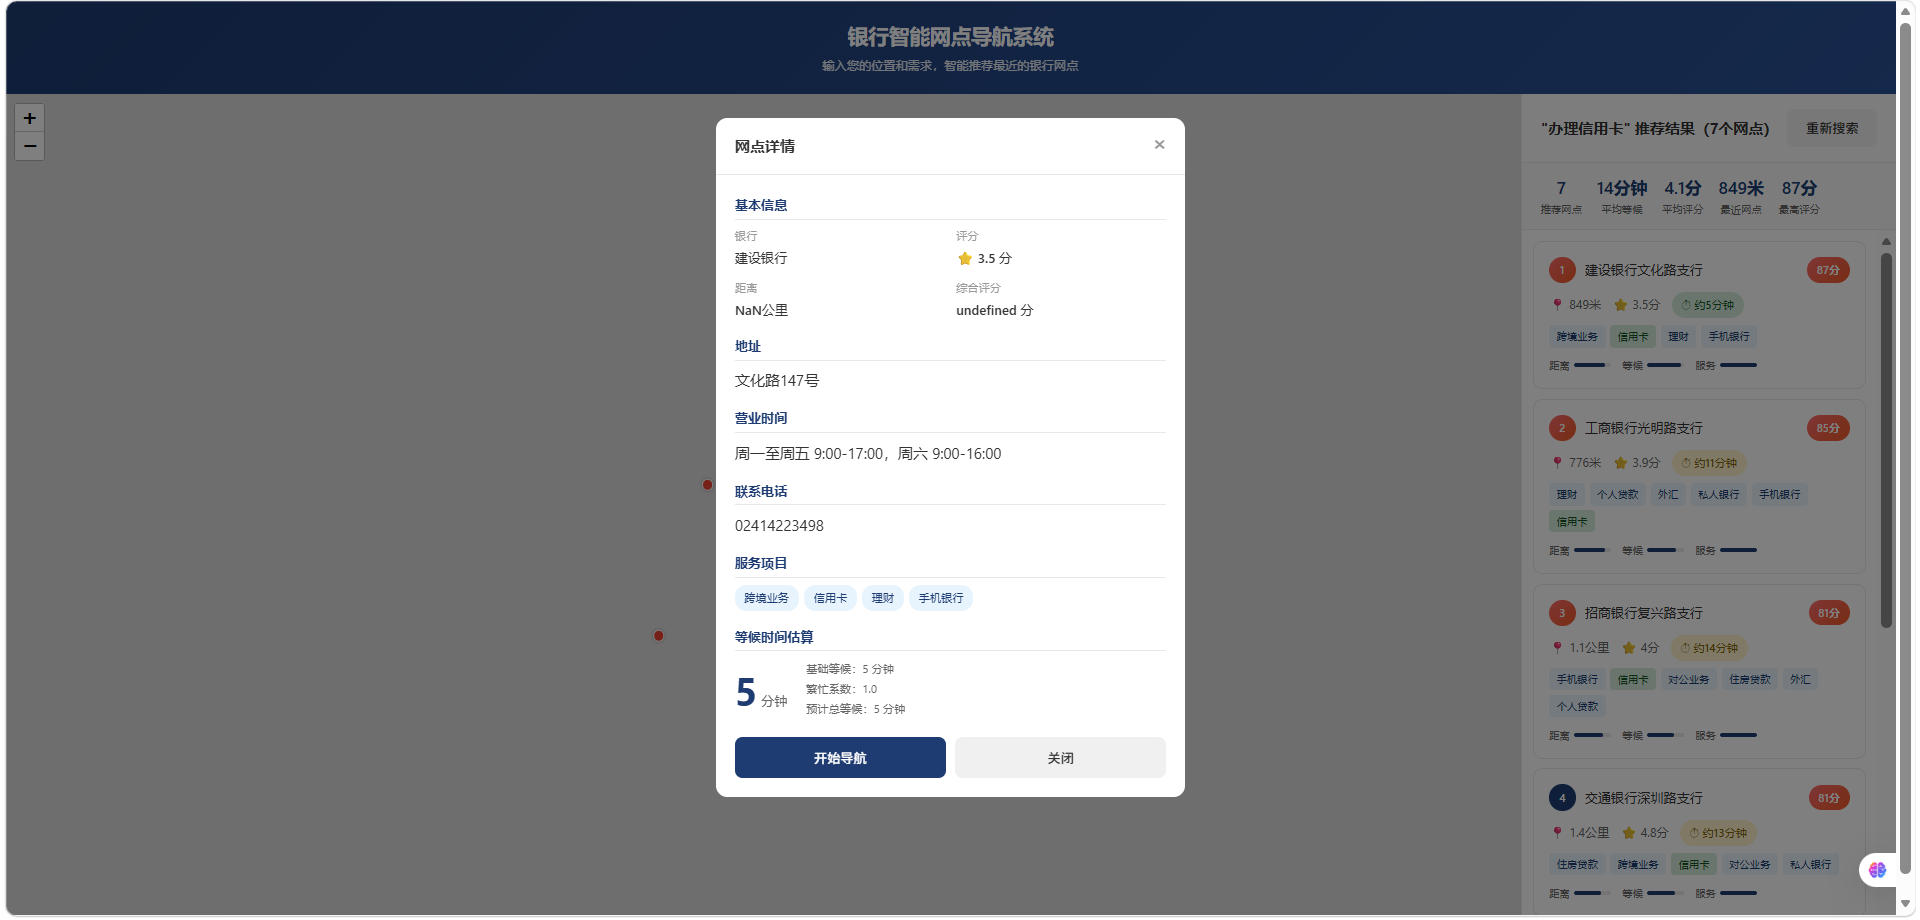 银行智能网点导航系统
输入您的位置和需求，智能推荐最近的银行网点
+
−
网点详情
×
基本信息
银行
建设银行
评分
⭐ 3.5 分
距离
NaN公里
综合评分
undefined 分
地址
文化路147号
营业时间
周一至周五 9:00-17:00，周六 9:00-16:00
联系电话
02414223498
服务项目
跨境业务 信用卡 理财 手机银行
等候时间估算
5 分钟
基础等候：5 分钟
繁忙系数：1.0
预计总等候：5 分钟
开始导航 关闭
"办理信用卡" 推荐结果（7个网点） 重新搜索
7 14分钟 4.1分 849米 87分
推荐网点 平均等候 平均评分 最近网点 最高评分
1 建设银行文化路支行 87分
📍 849米 ⭐ 3.5分 ⏱ 约5分钟
跨境业务 信用卡 理财 手机银行
距离 等候 服务
2 工商银行光明路支行 85分
📍 776米 ⭐ 3.9分 ⏱ 约11分钟
理财 个人贷款 外汇 私人银行 手机银行
信用卡
距离 等候 服务
3 招商银行复兴路支行 81分
📍 1.1公里 ⭐ 4分 ⏱ 约14分钟
手机银行 信用卡 对公业务 住房贷款 外汇
个人贷款
距离 等候 服务
4 交通银行深圳路支行 81分
📍 1.4公里 ⭐ 4.8分 ⏱ 约13分钟
住房贷款 跨境业务 信用卡 对公业务 私人银行
距离 等候 服务